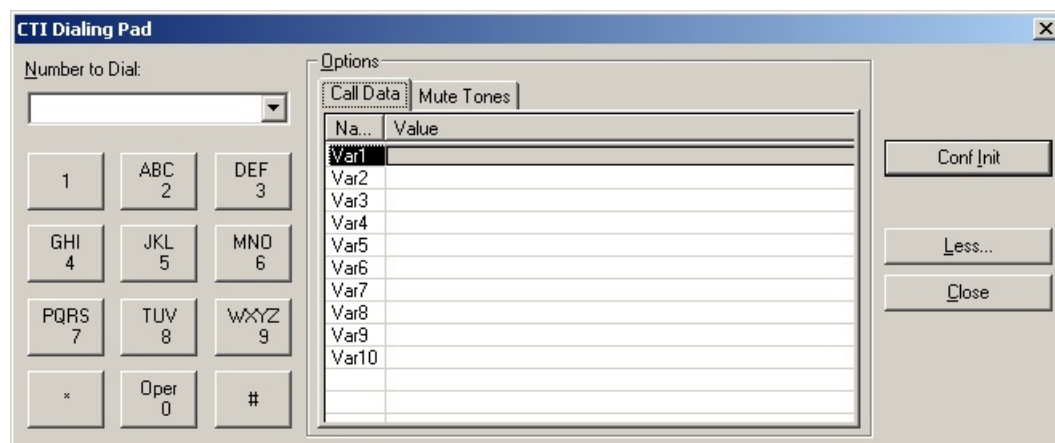 CTI Dialing Pad
Number to Dial:
1
ABC
2
DEF
3
GHI
4
JKL
5
MNO
6
PQRS
7
TUV
8
WXYZ
9
*
Oper
0
#
Options
Call Data Mute Tones
Na... Value
Var1
Var2
Var3
Var4
Var5
Var6
Var7
Var8
Var9
Var10
Conf Init
Less...
Close